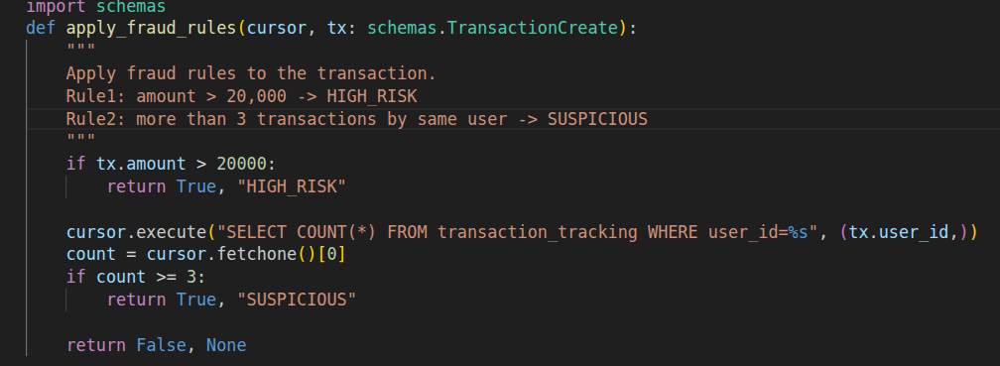 import schemas
def apply_fraud_rules(cursor, tx: schemas.TransactionCreate):
    """
    Apply fraud rules to the transaction.
    Rule1: amount > 20,000 -> HIGH_RISK
    Rule2: more than 3 transactions by same user -> SUSPICIOUS
    """
    if tx.amount > 20000:
        return True, "HIGH_RISK"

    cursor.execute("SELECT COUNT(*) FROM transaction_tracking WHERE user_id=%s", (tx.user_id,))
    count = cursor.fetchone()[0]
    if count >= 3:
        return True, "SUSPICIOUS"

    return False, None